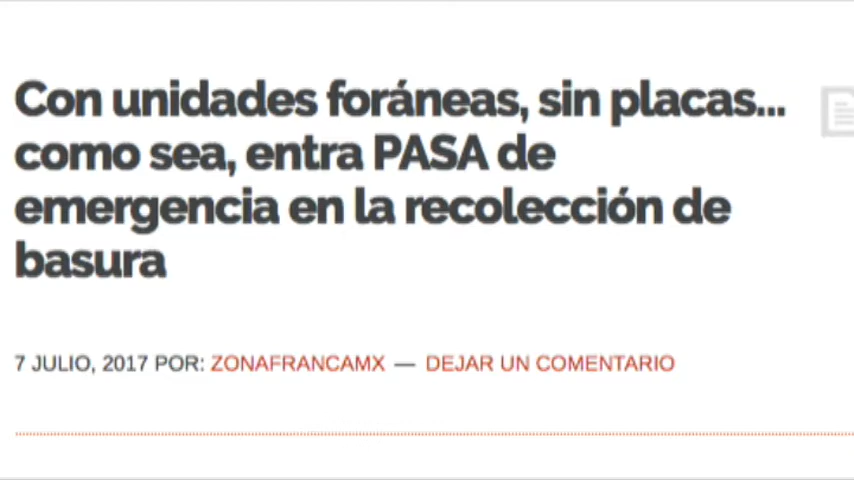 Con unidades foráneas, sin placas...
como sea, entra PASA de
emergencia en la recolección de
basura
7 JULIO, 2017 POR: ZONAFRANCAMX — DEJAR UN COMENTARIO